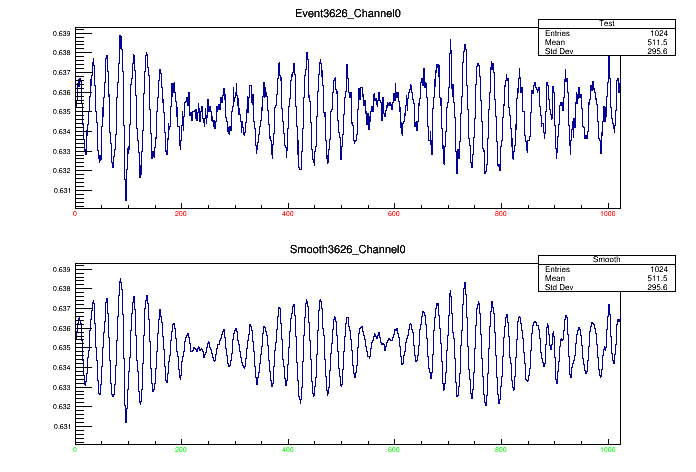 Event3626_Channel0
Test
Entries 1024
Mean 511.5
Std Dev 295.6
0.639
0.638
0.637
0.636
0.635
0.634
0.633
0.632
0.631
0 200 400 600 800 1000
Smooth3626_Channel0
Smooth
Entries 1024
Mean 511.5
Std Dev 295.6
0.639
0.638
0.637
0.636
0.635
0.634
0.633
0.632
0.631
0 200 400 600 800 1000